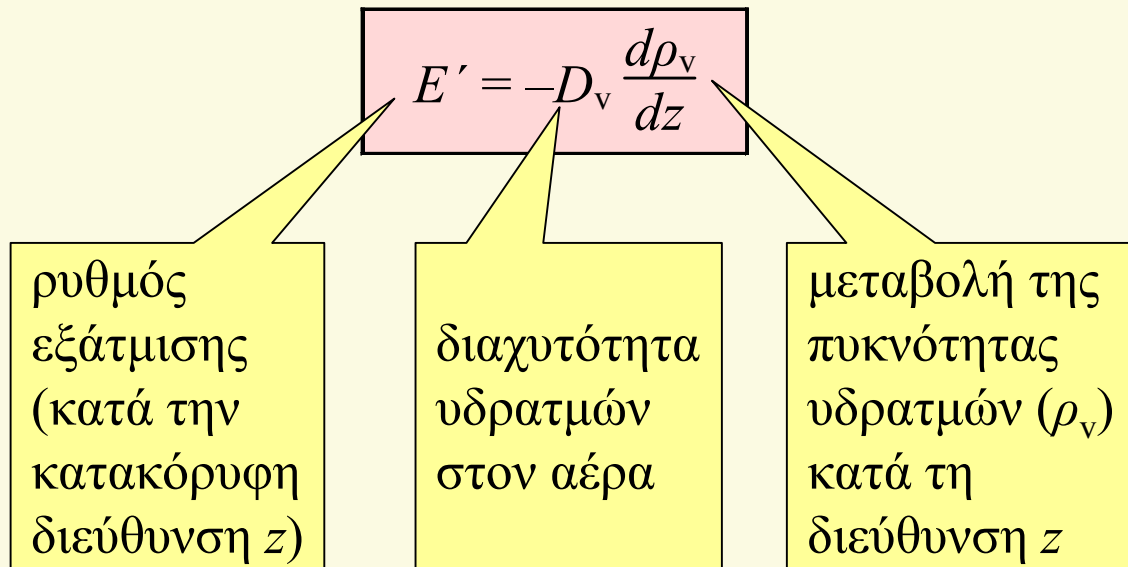 E´ = –Dᵥ dρᵥ/dz
ρυθμός
εξάτμισης
(κατά την
κατακόρυφη
διεύθυνση z)
διαχυτότητα
υδρατμών
στον αέρα
μεταβολή της
πυκνότητας
υδρατμών (ρᵥ)
κατά τη
διεύθυνση z